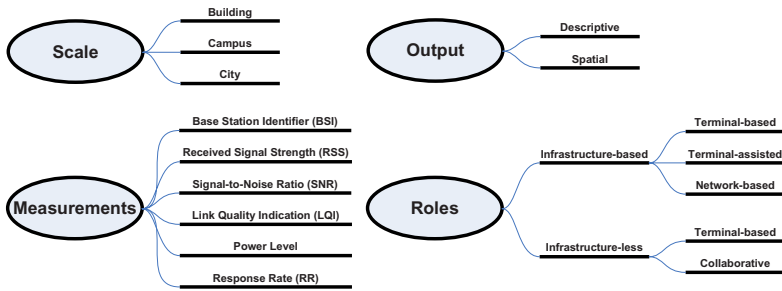 Scale
Building
Campus
City
Output
Descriptive
Spatial
Measurements
Base Station Identifier (BSI)
Received Signal Strength (RSS)
Signal-to-Noise Ratio (SNR)
Link Quality Indication (LQI)
Power Level
Response Rate (RR)
Roles
Infrastructure-based
Terminal-based
Terminal-assisted
Network-based
Infrastructure-less
Terminal-based
Collaborative